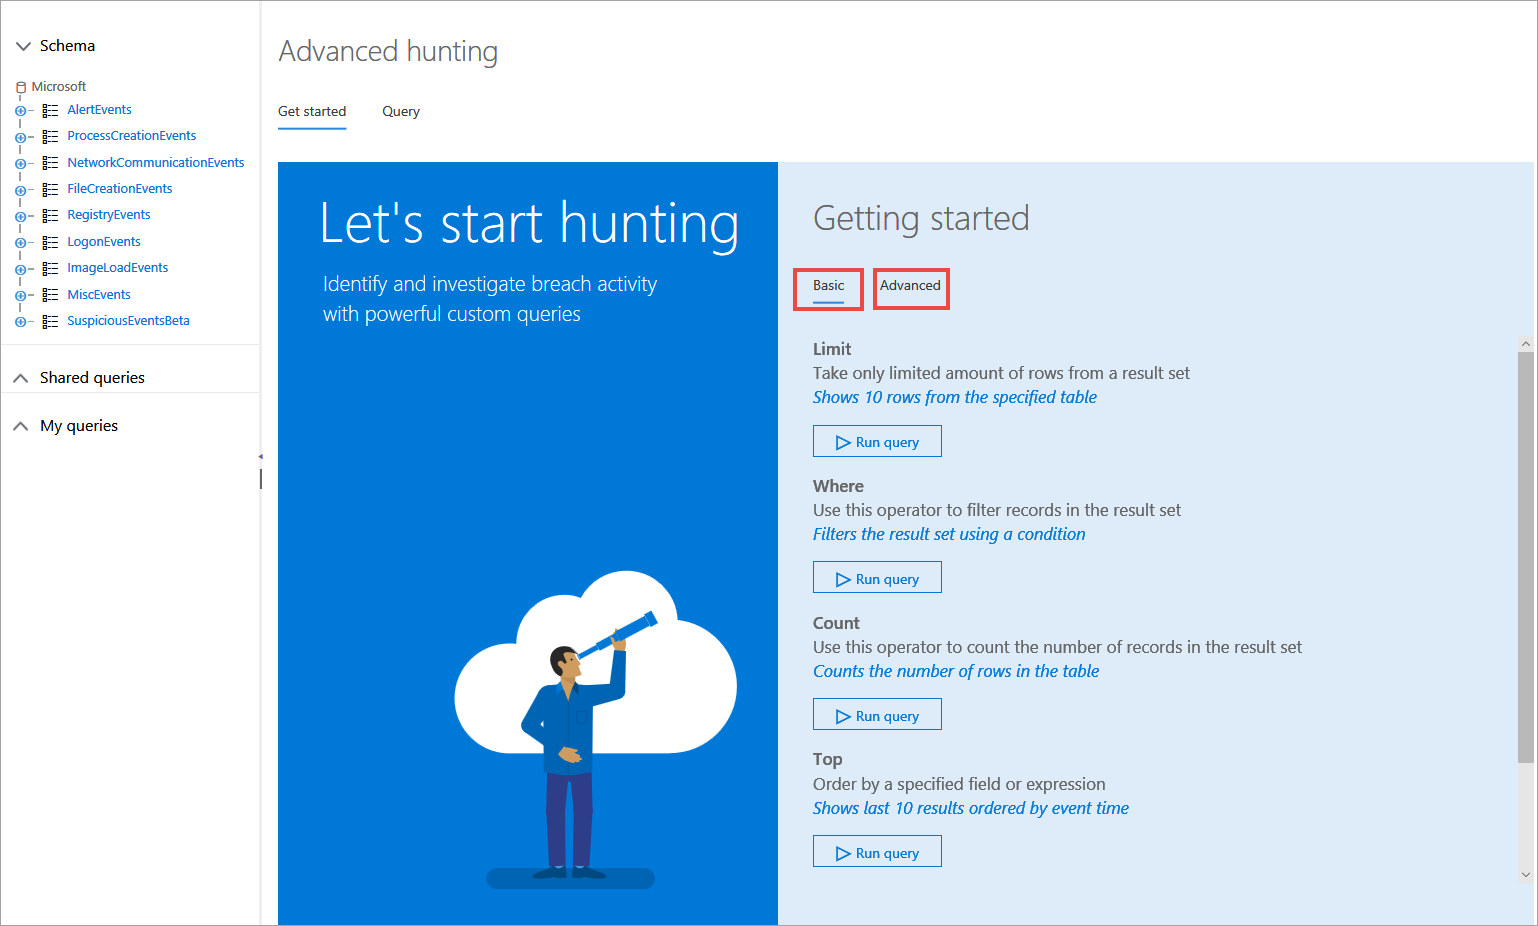 Schema
Microsoft
AlertEvents
ProcessCreationEvents
NetworkCommunicationEvents
FileCreationEvents
RegistryEvents
LogonEvents
ImageLoadEvents
MiscEvents
SuspiciousEventsBeta
Shared queries
My queries
Advanced hunting
Get started Query
Let's start hunting
Identify and investigate breach activity
with powerful custom queries
Getting started
Basic Advanced
Limit
Take only limited amount of rows from a result set
Shows 10 rows from the specified table
Run query
Where
Use this operator to filter records in the result set
Filters the result set using a condition
Run query
Count
Use this operator to count the number of records in the result set
Counts the number of rows in the table
Run query
Top
Order by a specified field or expression
Shows last 10 results ordered by event time
Run query